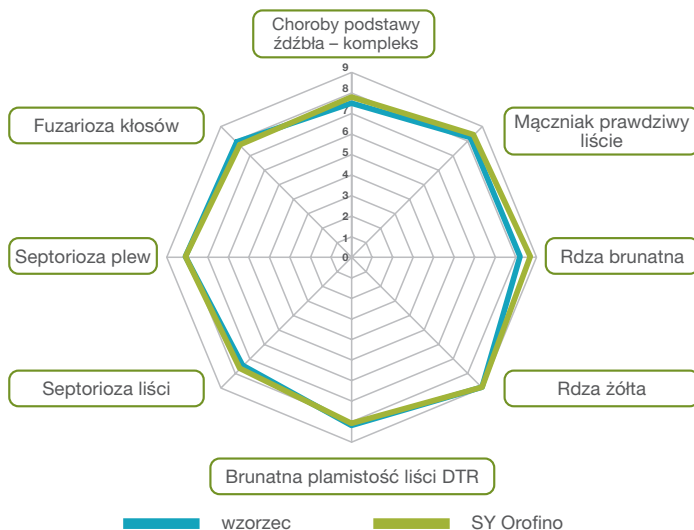 Choroby podstawy
źdźbła – kompleks
9
8
7
6
5
4
3
2
1
0
Fuzarioza kłosów
Mączniak prawdziwy
liście
Septorioza plew
Rdza brunatna
Septorioza liści
Rdza żółta
Brunatna plamistość liści DTR
wzorzec
SY Orofino